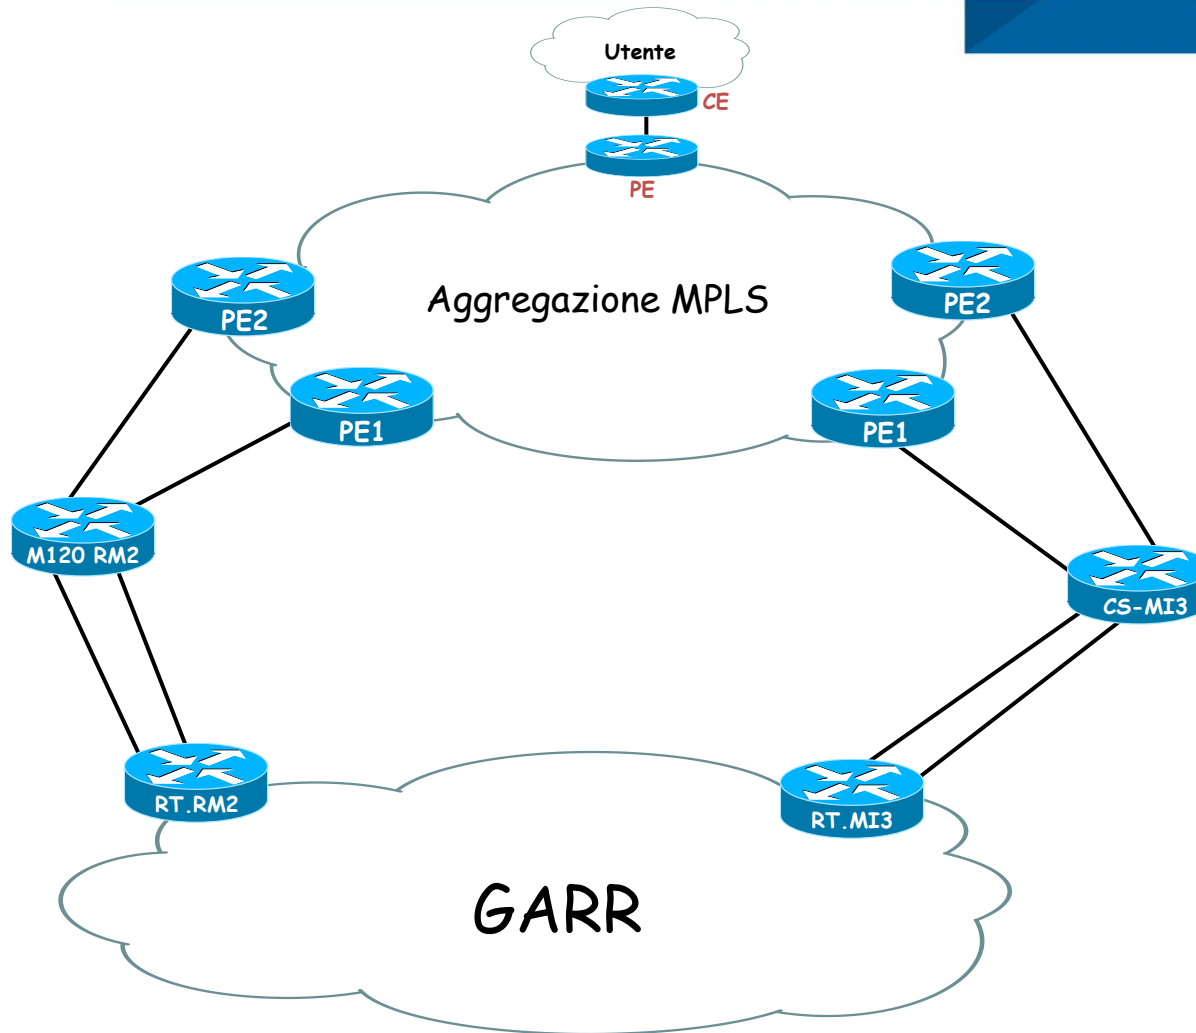 Utente
CE
PE
PE2
PE2
Aggregazione MPLS
PE1
PE1
M120 RM2
CS-MI3
RT.RM2
RT.MI3
GARR